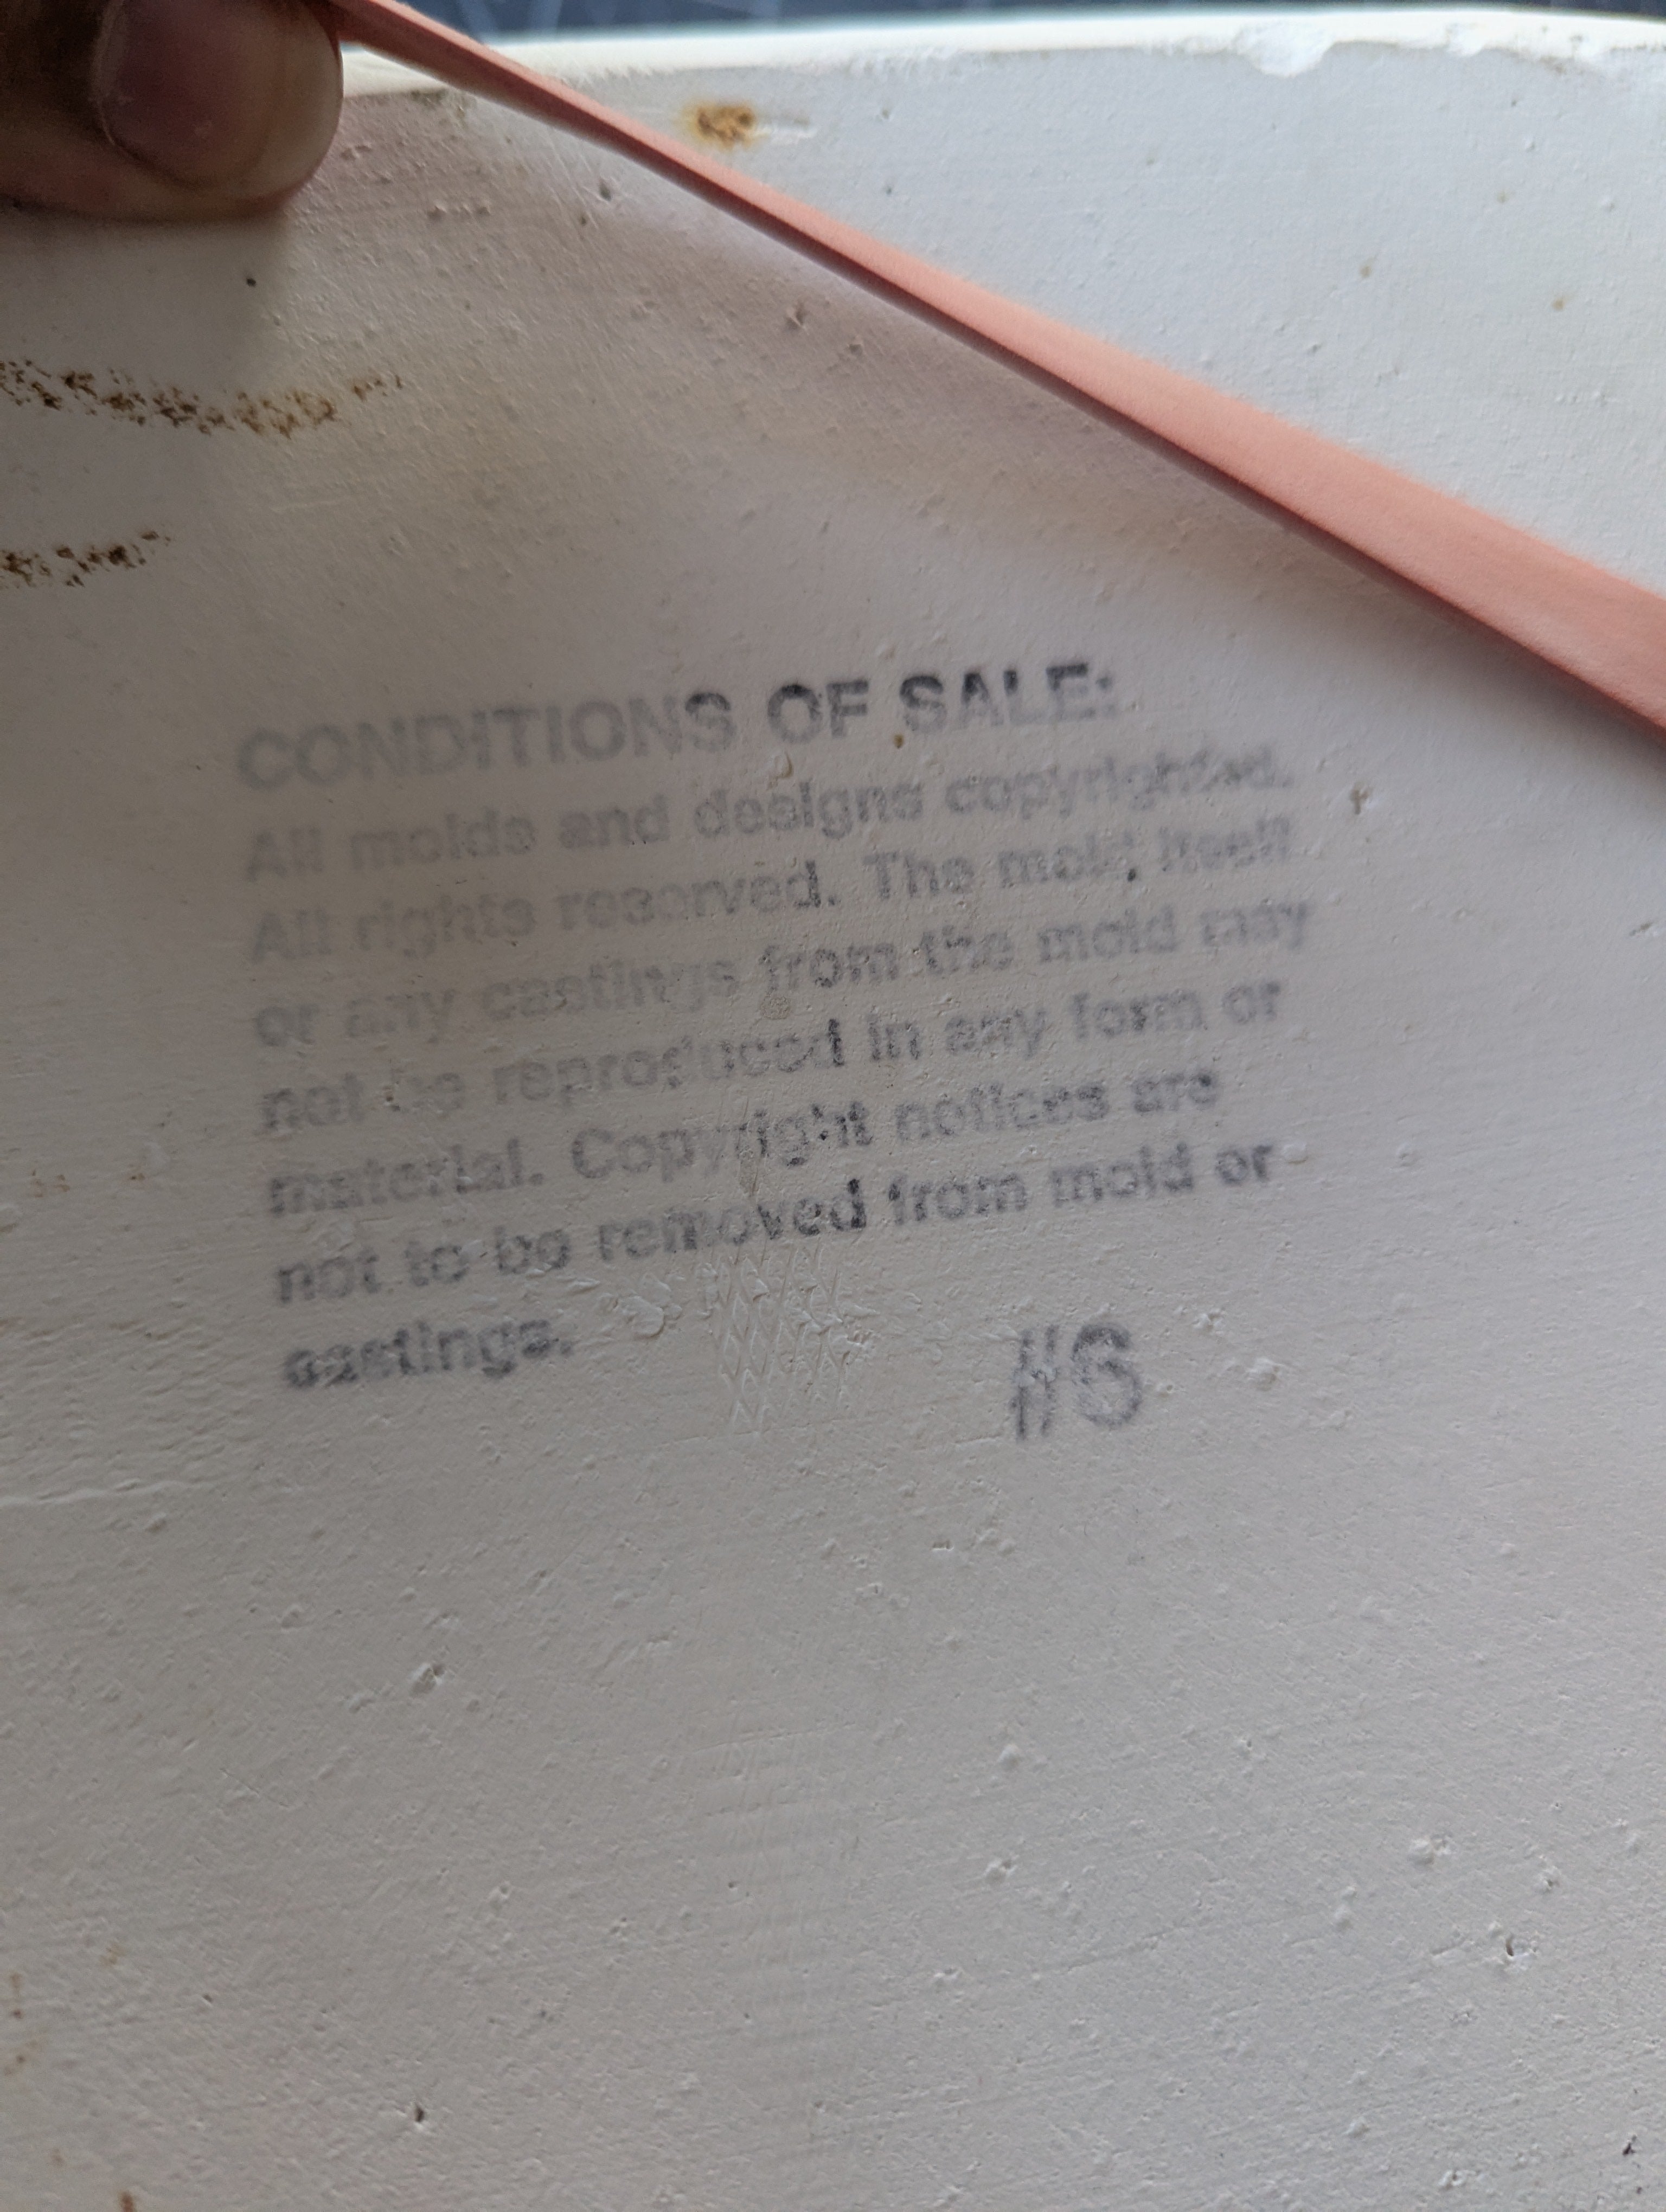 CONDITIONS OF SALE:
All molds and designs copyrighted.
All rights reserved. The mold itself
or any castings from the mold may
not be reproduced in any form or
material. Copyright notices are
not to be removed from mold or
castings.
#6